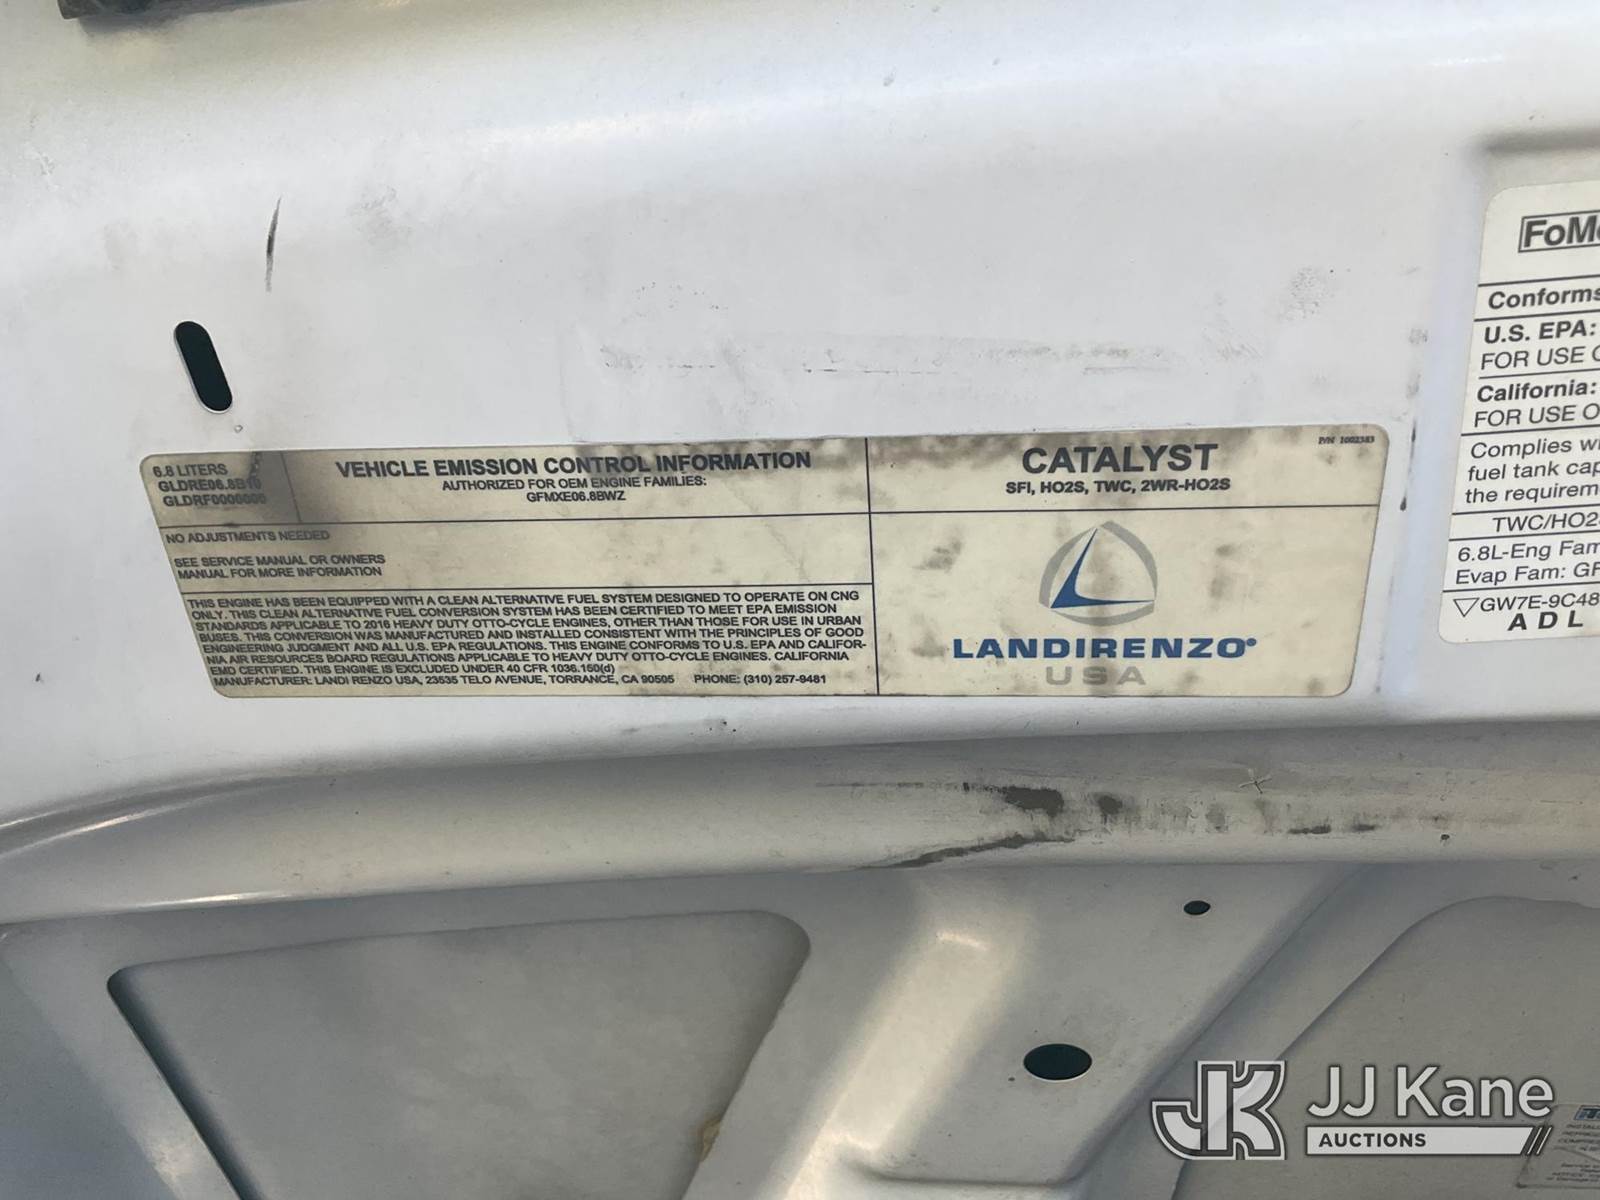 6.8 LITERS
GLDRE06.8B10
GLDRF0000006
VEHICLE EMISSION CONTROL INFORMATION
AUTHORIZED FOR OEM ENGINE FAMILIES:
GFMXE06.8BWZ
CATALYST
SFI, HO2S, TWC, 2WR-HO2S
P/N 1002383
NO ADJUSTMENTS NEEDED
SEE SERVICE MANUAL OR OWNERS
MANUAL FOR MORE INFORMATION
THIS ENGINE HAS BEEN EQUIPPED WITH A CLEAN ALTERNATIVE FUEL SYSTEM DESIGNED TO OPERATE ON CNG
ONLY. THIS CLEAN ALTERNATIVE FUEL CONVERSION SYSTEM HAS BEEN CERTIFIED TO MEET EPA EMISSION
STANDARDS APPLICABLE TO 2016 HEAVY DUTY OTTO-CYCLE ENGINES, OTHER THAN THOSE FOR USE IN URBAN
BUSES. THIS CONVERSION WAS MANUFACTURED AND INSTALLED CONSISTENT WITH THE PRINCIPLES OF GOOD
ENGINEERING JUDGMENT AND ALL U.S. EPA REGULATIONS. THIS ENGINE CONFORMS TO U.S. EPA AND CALIFOR-
NIA AIR RESOURCES BOARD REGULATIONS APPLICABLE TO HEAVY DUTY OTTO-CYCLE ENGINES. CALIFORNIA
EMD CERTIFIED. THIS ENGINE IS EXCLUDED UNDER 40 CFR 1036.150(d)
MANUFACTURER: LANDI RENZO USA, 23535 TELO AVENUE, TORRANCE, CA 90505 PHONE: (310) 257-9481
LANDIRENZO®
USA
FoMo
Conforms
U.S. EPA:
FOR USE
California:
FOR USE
Complies
fuel tank cap
the requirem
TWC/HO2S
6.8L-Eng Fam
Evap Fam: GF
GW7E-9C48
ADL
JK JJ Kane
AUCTIONS